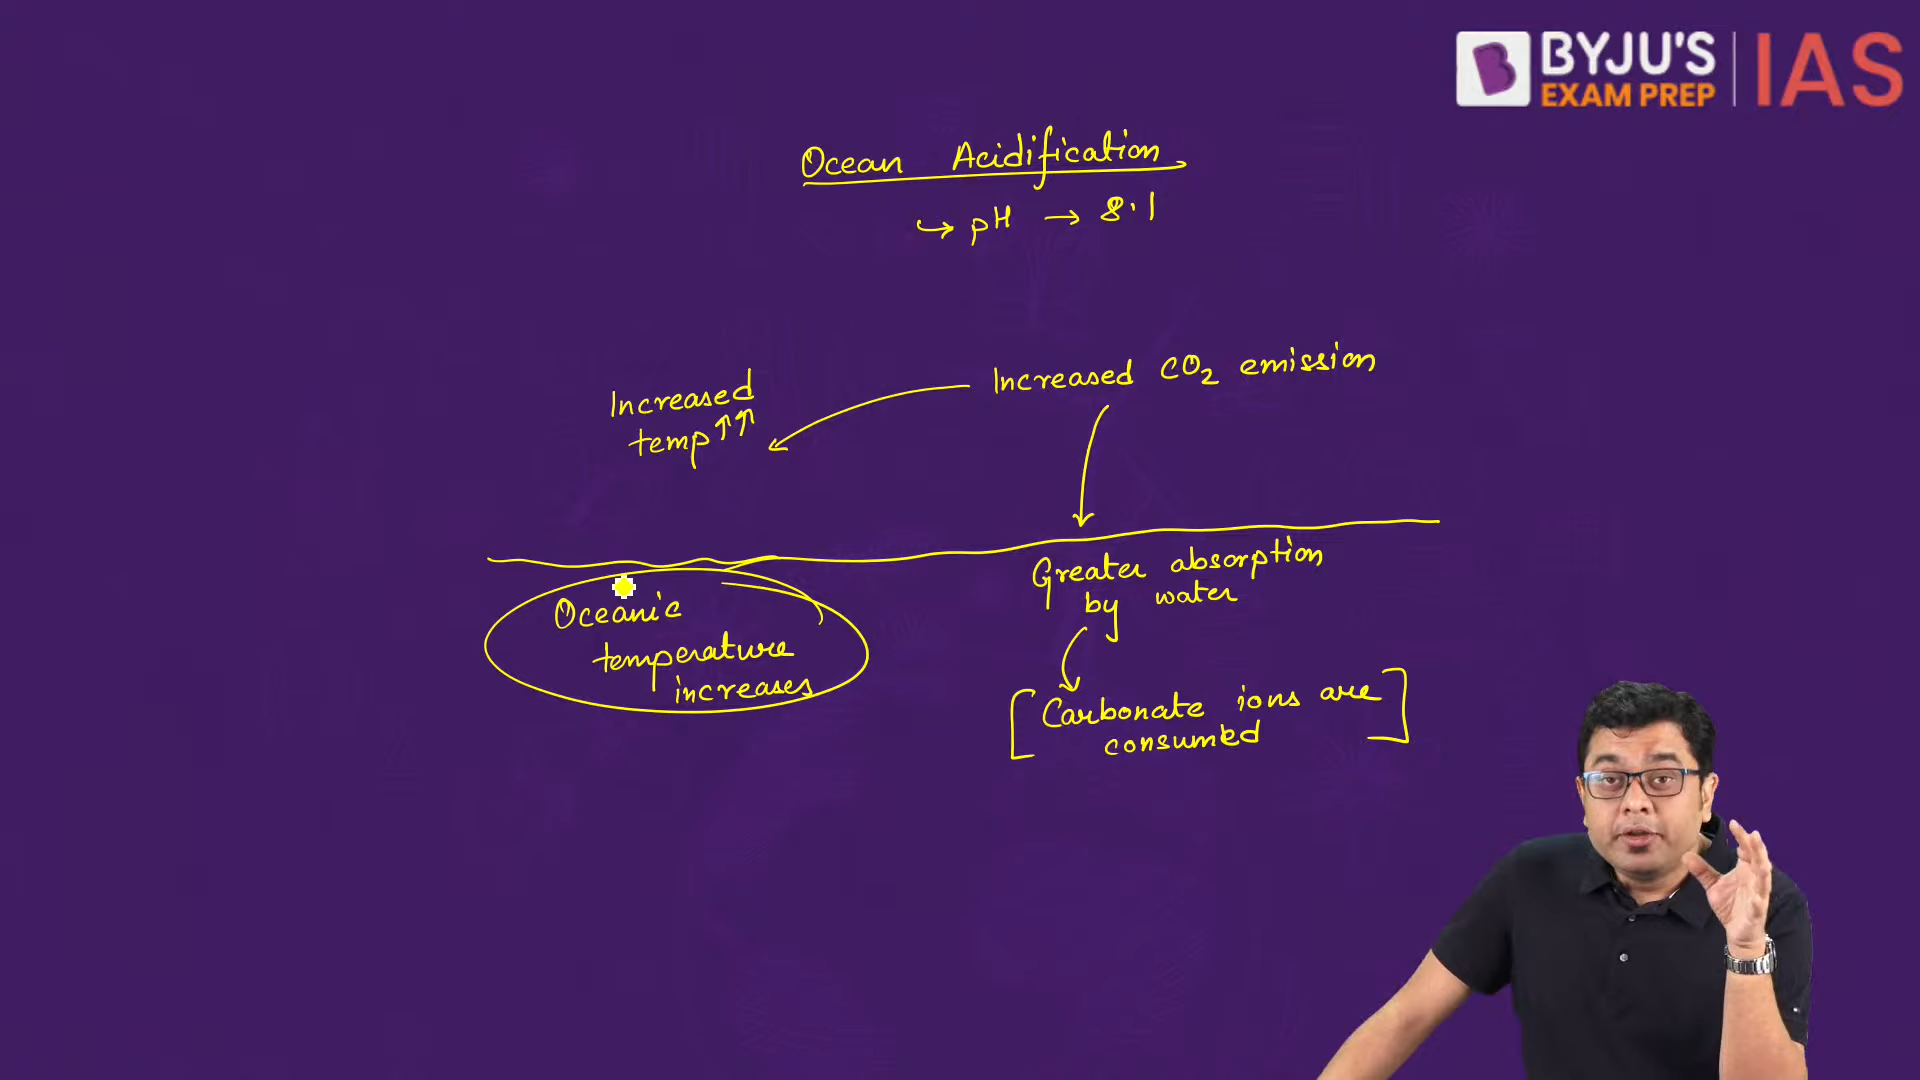 BYJU'S
EXAM PREP
IAS
Ocean Acidification
↳ pH → 8.1
Increased CO2 emission
Increased
temp↑↑
Greater absorption
by water
Oceanic
temperature
increases
[Carbonate ions are
consumed]